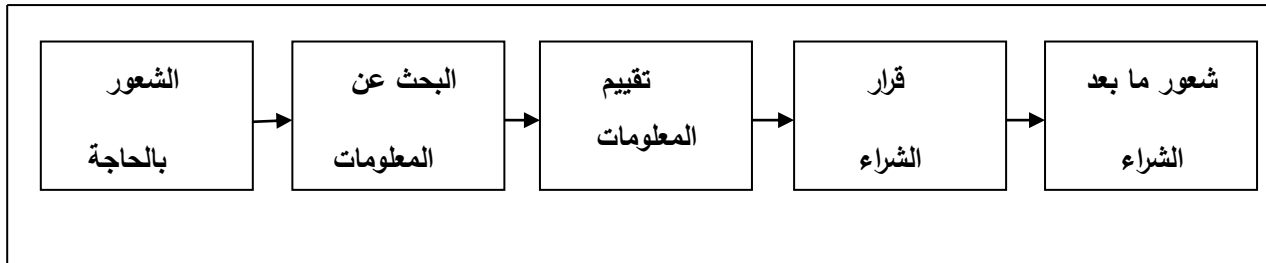 الشعور
بالحاجة
البحث عن
المعلومات
تقييم
المعلومات
قرار
الشراء
شعور ما بعد
الشراء